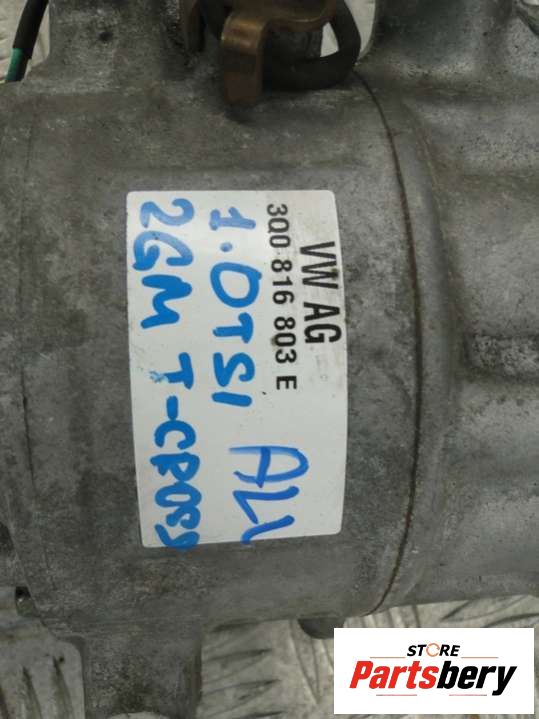 VW AG
3Q0 816 803 E
1.0TSI ALL
2GM T-CROSS
STORE
Partsbery